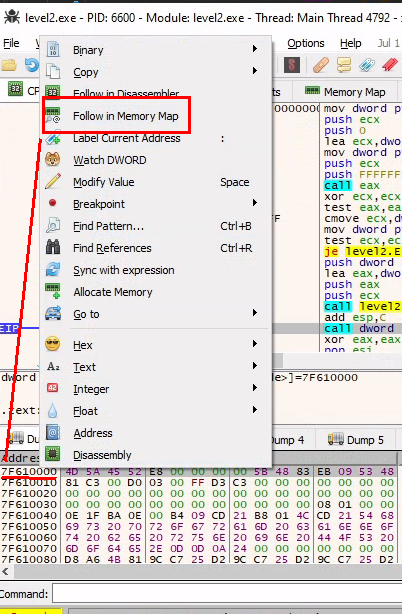 der.exe - PID: 6600 - Module: level2.exe - Thread: Main Thread 4792 - x
File
Options Help Jul 1
CP
ts
Memory Map
Binary
Copy
Follow in Disassembler
Follow in Memory Map
Label Current Address :
Watch DWORD
Modify Value Space
Breakpoint
Find Pattern... Ctrl+B
Find References Ctrl+R
Sync with expression
Allocate Memory
Go to
Hex
Text
Integer
Float
Address
Disassembly
00000000
mov dword p
push ecx
push 0
lea ecx,dwo
mov dword p
push eax
push FFFFFF
call eax
xor ecx,ecx
test eax,ea
cmove ecx,d
mov dword p
test ecx,ec
je level2.E
push dword
lea eax,dwo
push eax
push ecx
call level2
add esp,C
call dword
xor eax,eax
pop esi
EIP
dword
e>]=7F610000
.text:
Dum
Dump 4
Dump 5
Address
7F610000 4D 5A 45 52 E8 00 00 00 00 5B 48 83 EB 09 53 48
7F610010 81 C3 00 D0 03 00 FF D3 C3 00 00 00 00 00 00 00
7F610020 00 00 00 00 00 00 00 00 00 00 00 00 00 00 00 00
7F610030 00 00 00 00 00 00 00 00 00 00 00 00 08 01 00 00
7F610040 0E 1F BA 0E 00 B4 09 CD 21 B8 01 4C CD 21 54 68
7F610050 69 73 20 70 72 6F 67 72 61 6D 20 63 61 6E 6E 6F
7F610060 74 20 62 65 20 72 75 6E 20 69 6E 20 44 4F 53 20
7F610070 6D 6F 64 65 2E 0D 0D 0A 24 00 00 00 00 00 00 00
7F610080 D8 A6 4B 81 9C C7 25 D2 9C C7 25 D2 9C C7 25 D2
Command: